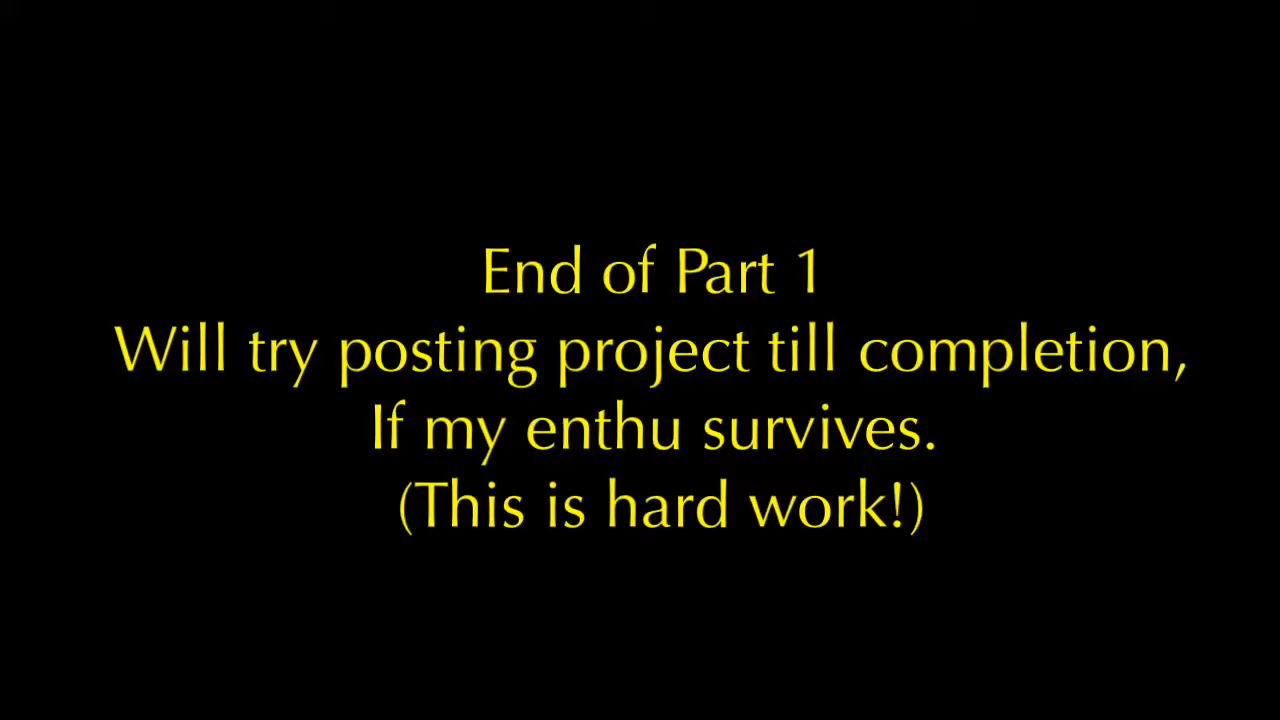 End of Part 1
Will try posting project till completion,
If my enthu survives.
(This is hard work!)